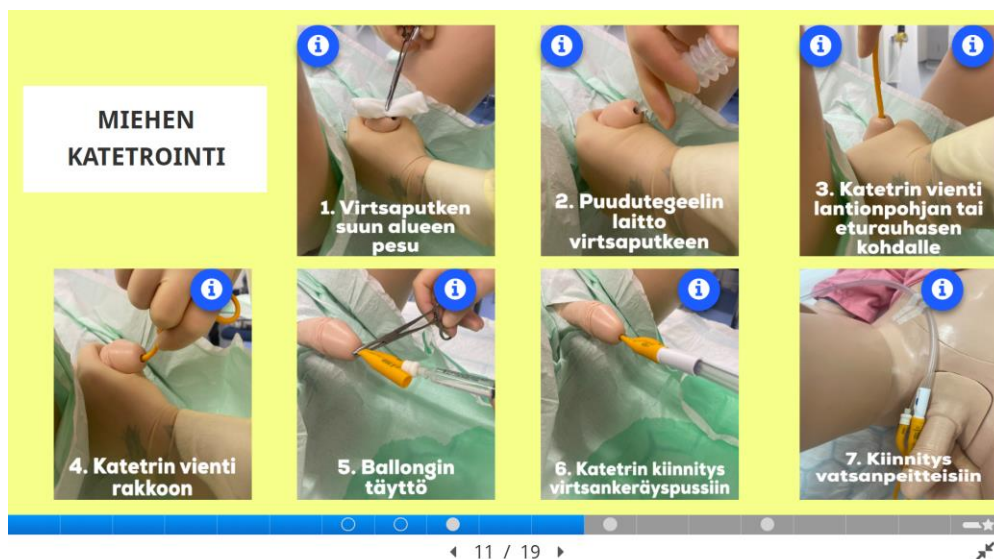 MIEHEN
KATETROINTI
1. Virtsaputken
suun alueen
pesu
2. Puudutegeelin
laitto
virtsaputkeen
3. Katetrin vienti
lantionpohjan tai
eturauhasen
kohdalle
4. Katetrin vienti
rakkoon
5. Ballongin
täyttö
6. Katetrin kiinnitys
virtsankeräyspussiin
7. Kiinnitys
vatsanpeitteisiin
11 / 19